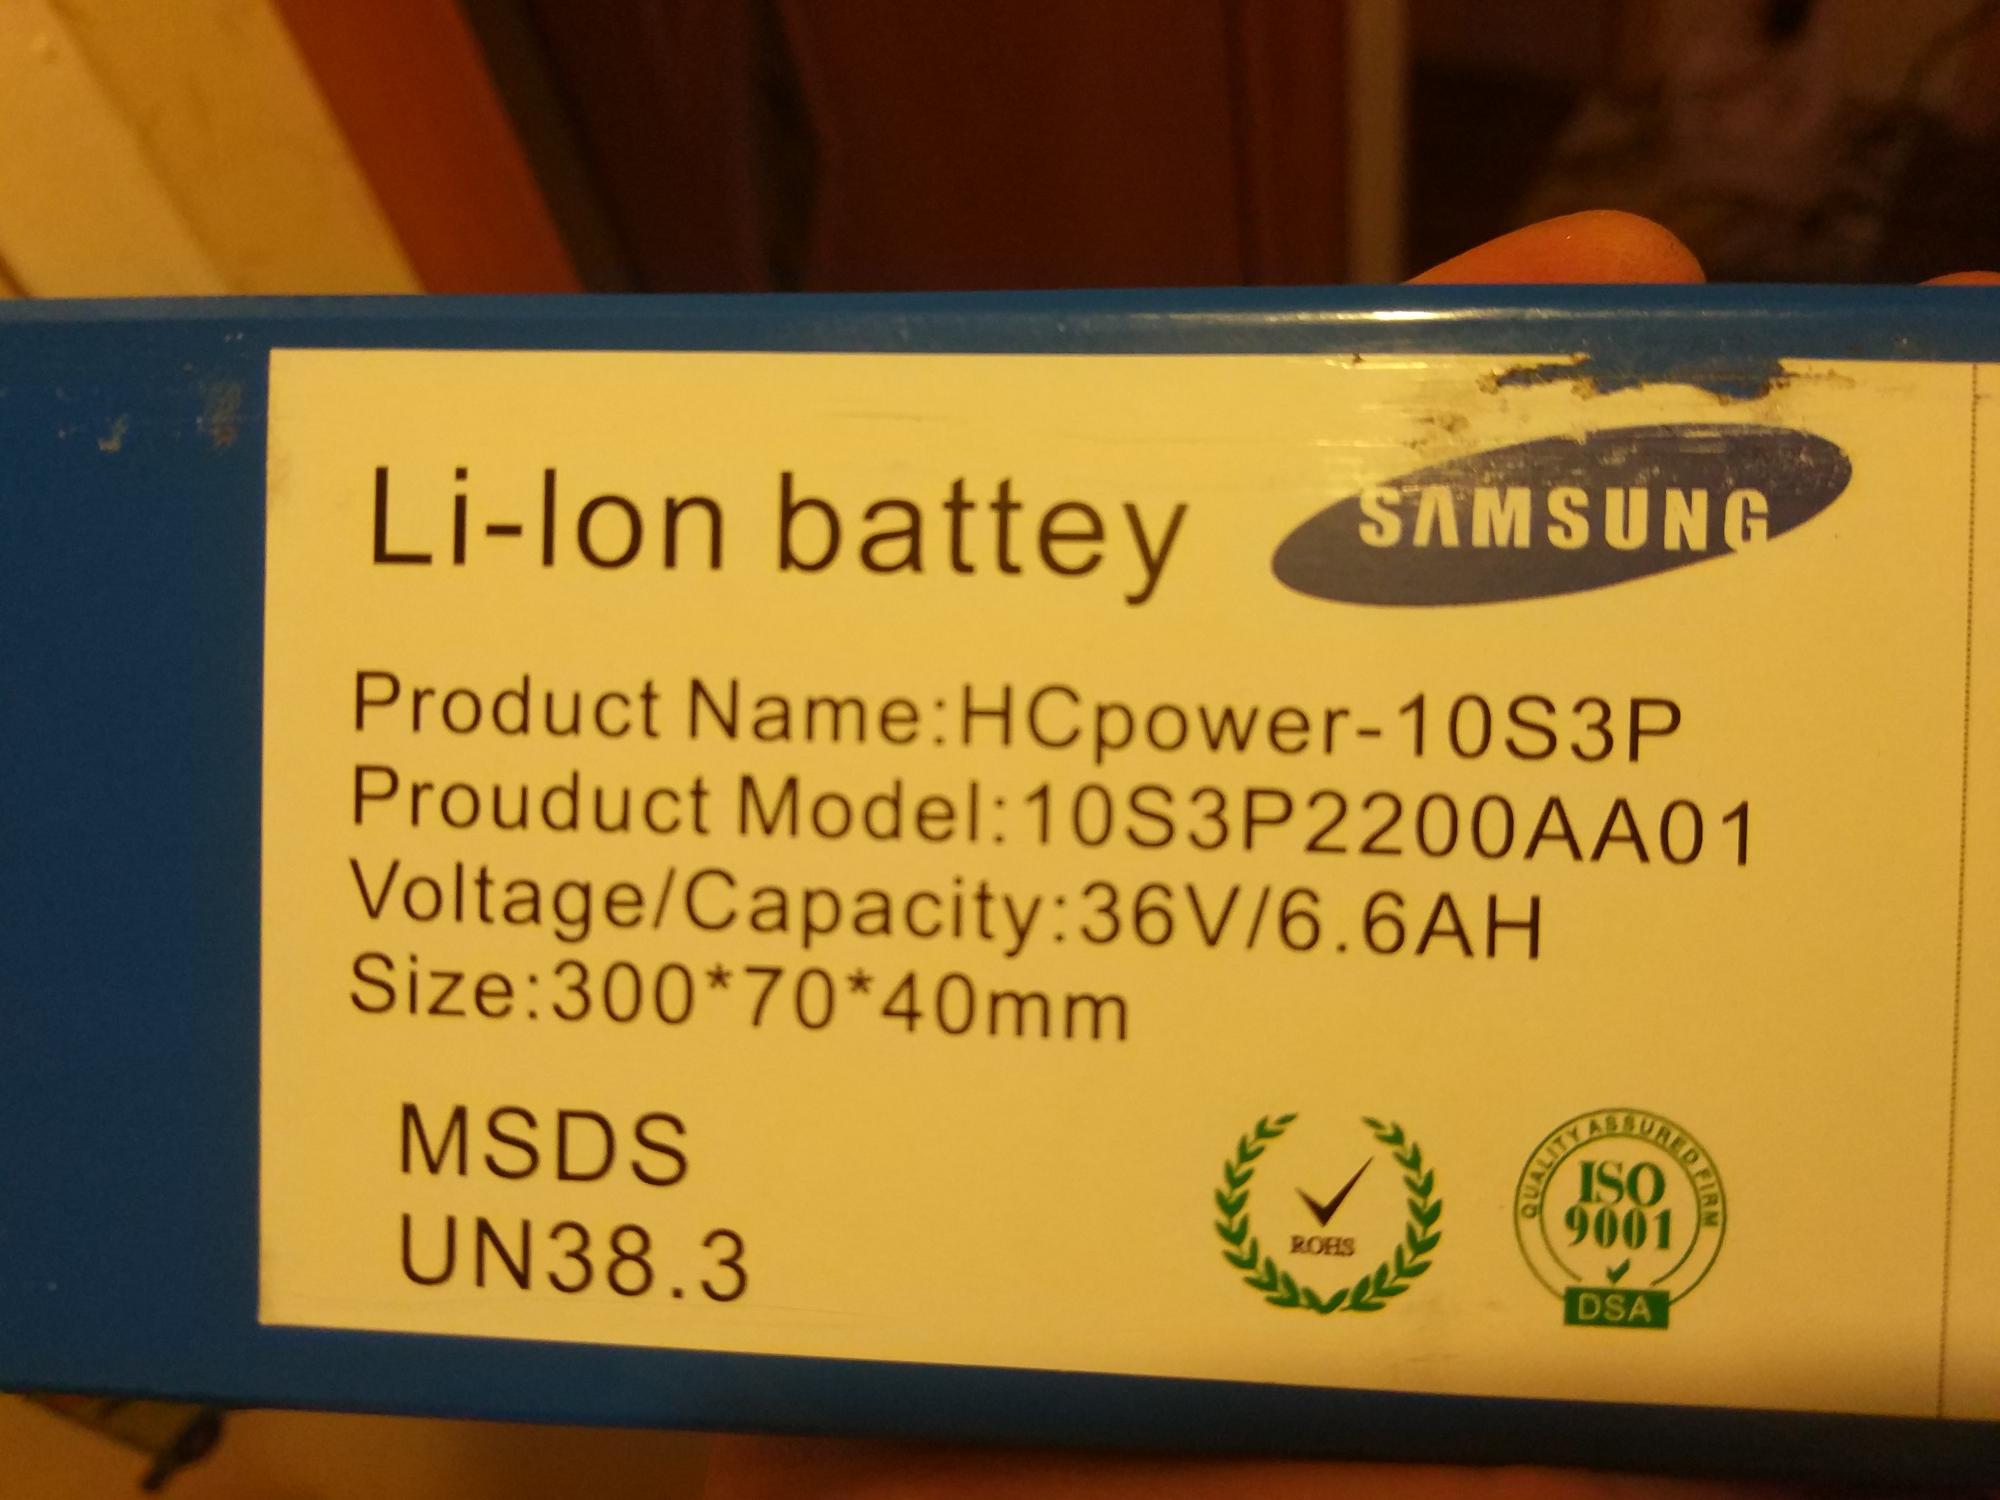 Li-Ion battey
SAMSUNG
Product Name:HCpower-10S3P
Prouduct Model:10S3P2200AA01
Voltage/Capacity:36V/6.6AH
Size:300*70*40mm
MSDS
UN38.3
ROHS
QUALITY ASSURED FIRM
ISO
9001
DSA